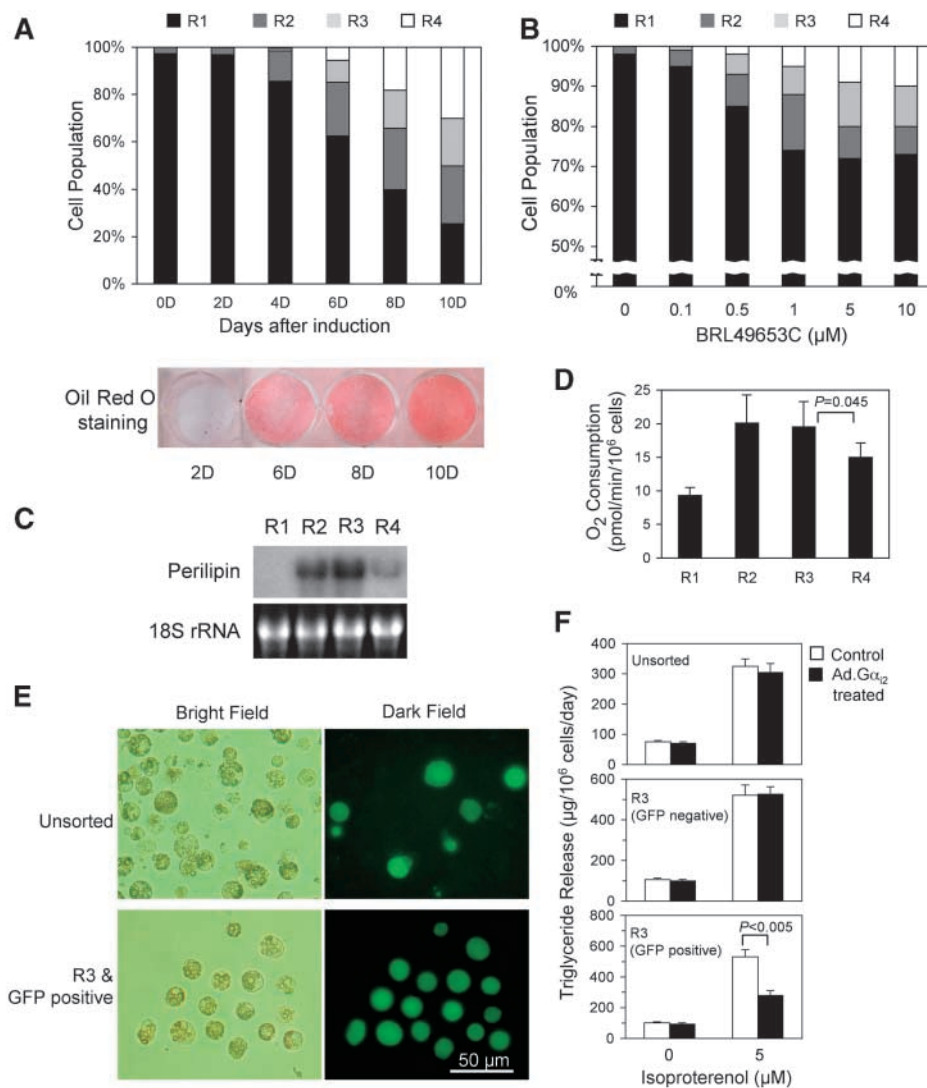 A
R1 R2 R3 R4
100%
80%
60%
40%
20%
0%
Cell Population
0D 2D 4D 6D 8D 10D
Days after induction
Oil Red O
staining
2D 6D 8D 10D
B
R1 R2 R3 R4
100%
90%
80%
70%
60%
50%
0%
Cell Population
0 0.1 0.5 1 5 10
BRL49653C (µM)
C
R1 R2 R3 R4
Perilipin
18S rRNA
D
25
20
15
10
5
0
O₂ Consumption
(pmol/min/10⁶ cells)
P=0.045
R1 R2 R3 R4
E
Bright Field Dark Field
Unsorted
R3 &
GFP positive
50 µm
F
Control
Ad.Gα_i2
treated
Triglyceride Release (µg/10⁶ cells/day)
400
300
200
100
0
Unsorted
600
400
200
0
R3
(GFP negative)
800
600
400
200
0
R3
(GFP positive)
P<0.005
0 5
Isoproterenol
(µM)